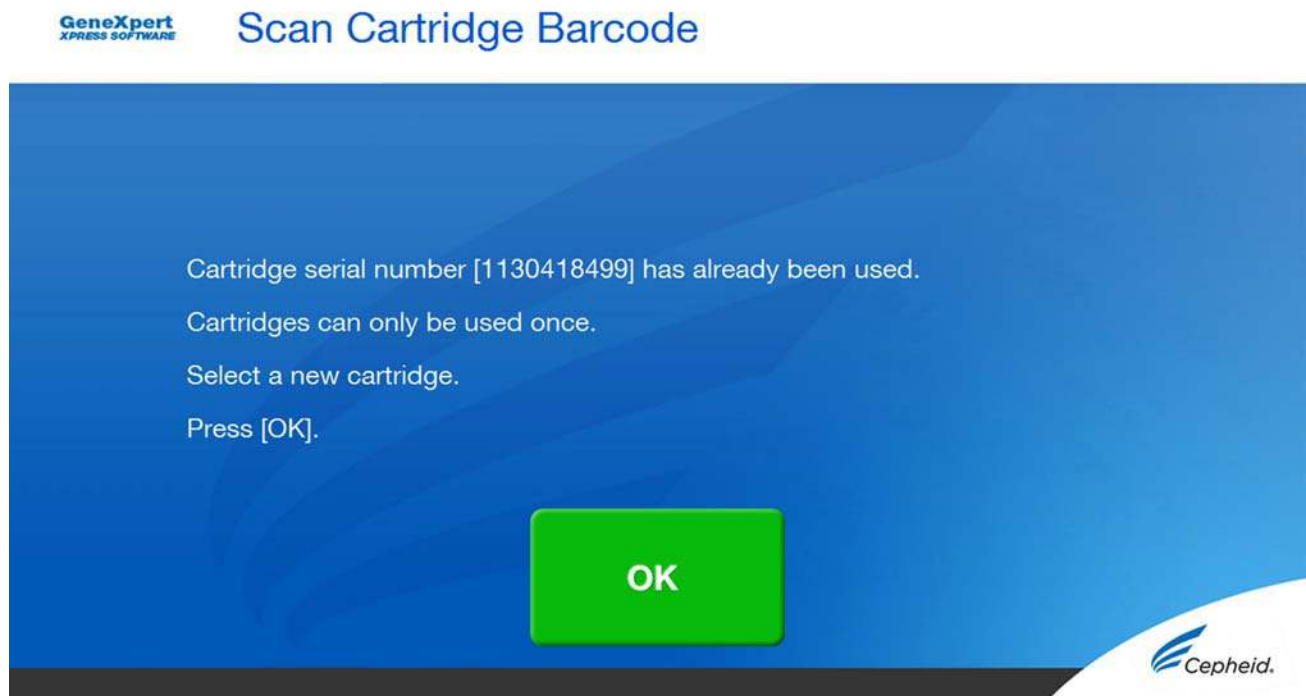 GeneXpert
XPRESS SOFTWARE
Scan Cartridge Barcode
Cartridge serial number [1130418499] has already been used.
Cartridges can only be used once.
Select a new cartridge.
Press [OK].
OK
Cepheid.